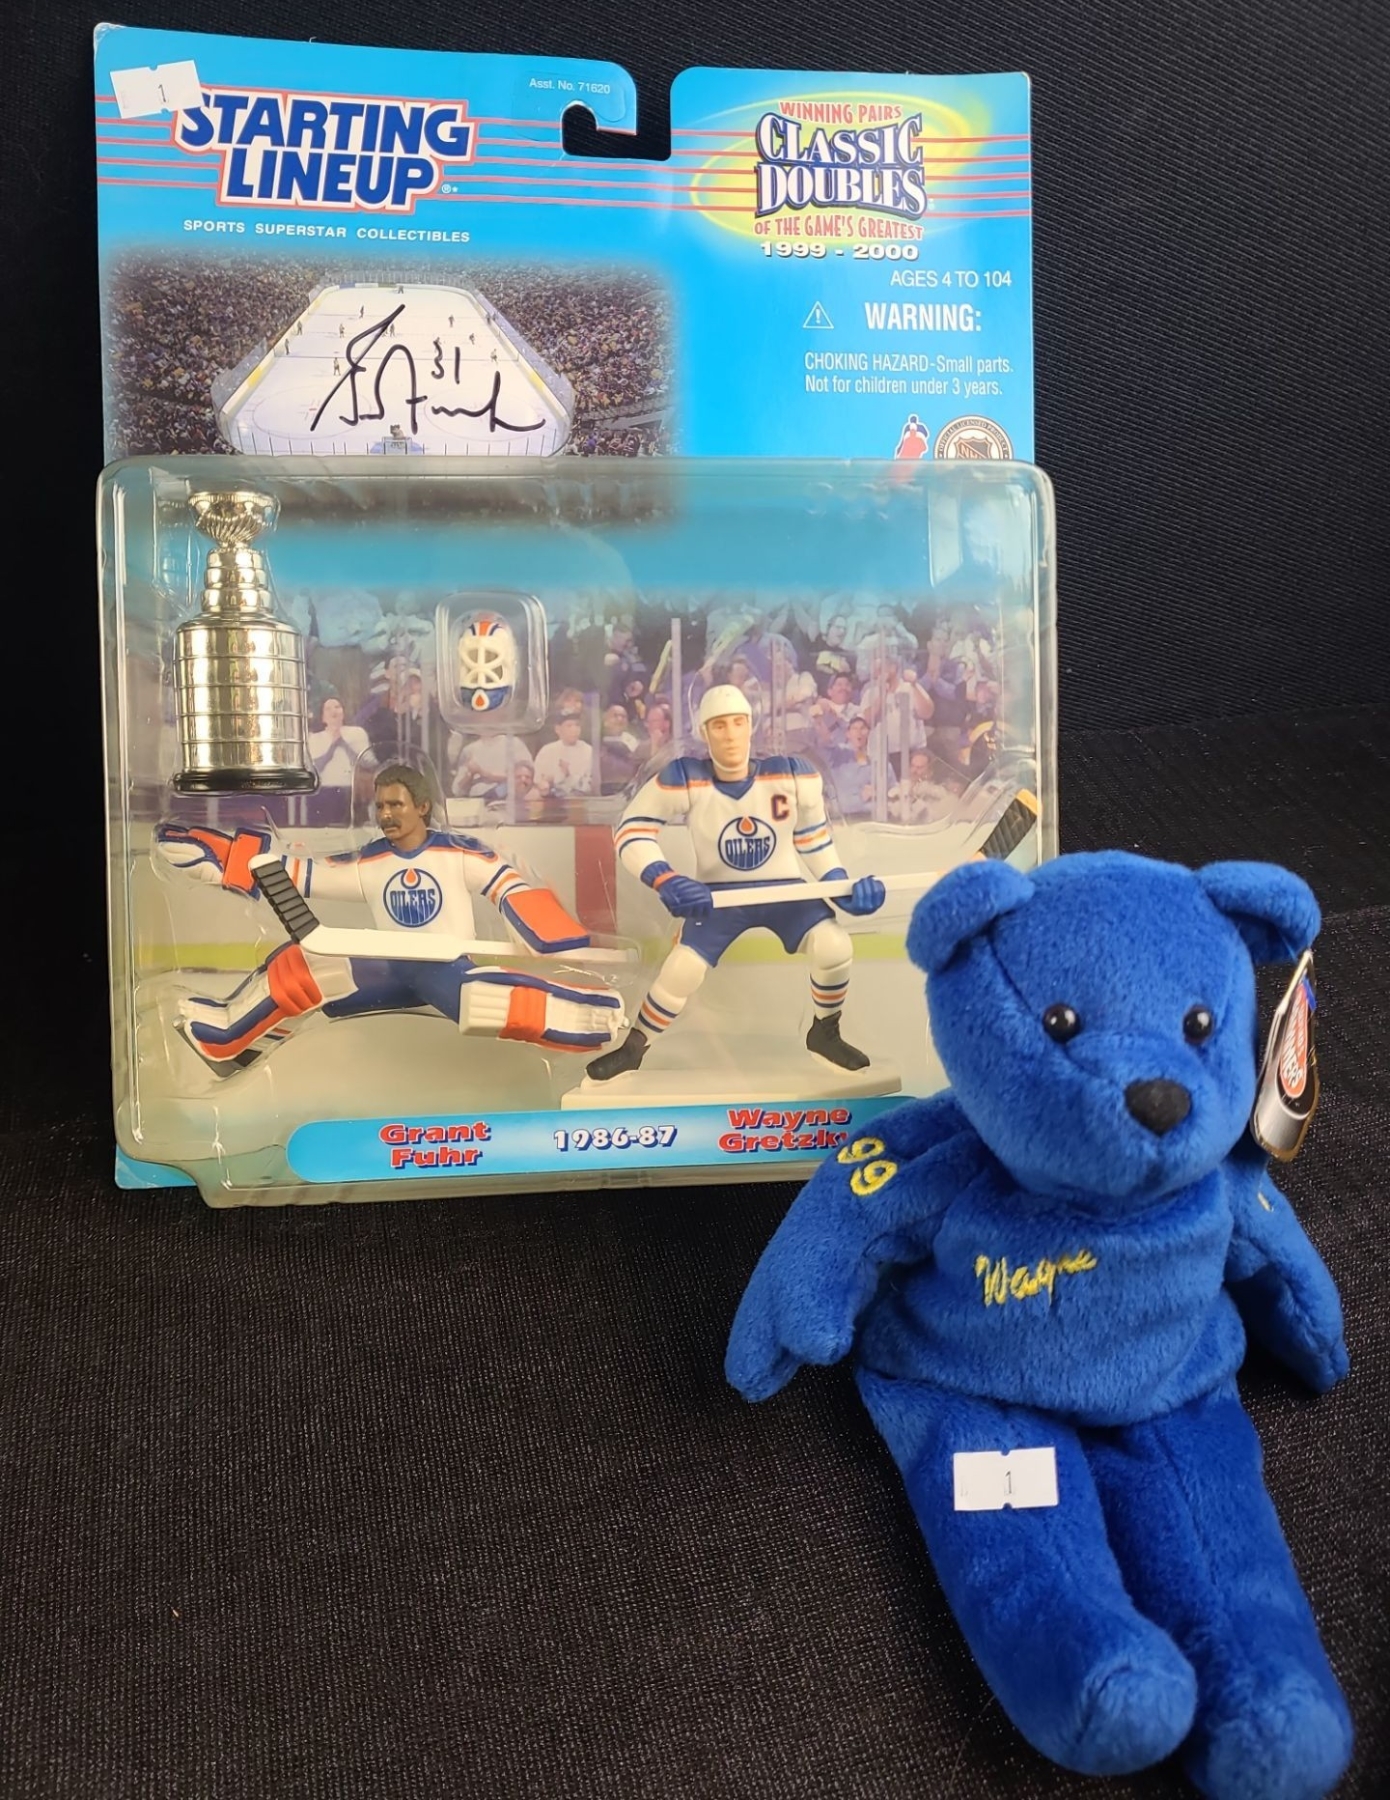 1
Asst. No. 71620
STARTING
LINEUP
SPORTS SUPERSTAR COLLECTIBLES
WINNING PAIRS
CLASSIC
DOUBLES
OF THE GAME'S GREATEST
1999 - 2000
AGES 4 TO 104
WARNING:
CHOKING HAZARD-Small parts.
Not for children under 3 years.
31
NHL
C
OILERS
OILERS
Grant
Fuhr
1986-87
Wayne
Gretzky
99
Wayne
1